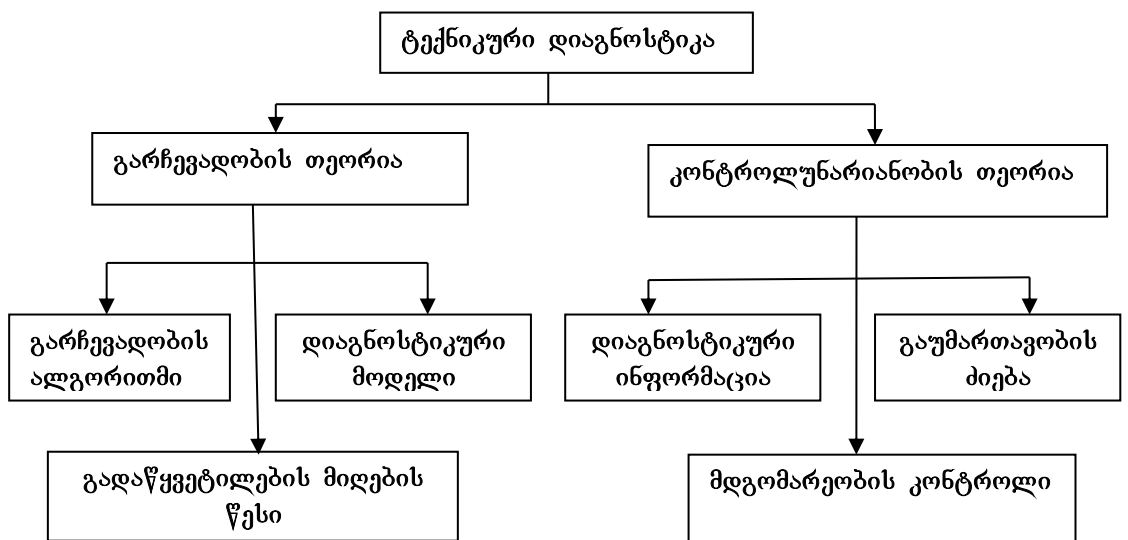 ტექნიკური დიაგნოსტიკა
გარჩევადობის თეორია
კონტროლუნარიანობის თეორია
გარჩევადობის
ალგორითმი
დიაგნოსტიკური
მოდელი
დიაგნოსტიკური
ინფორმაცია
გაუმართავობის
ძიება
გადაწყვეტილების მიღების
წესი
მდგომარეობის კონტროლი